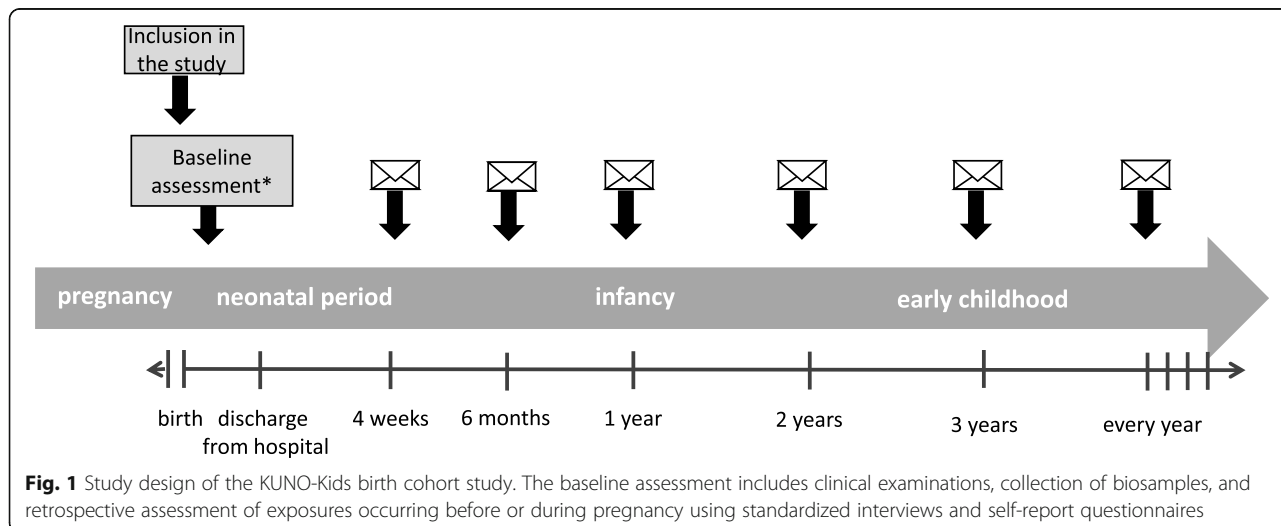 Inclusion in
the study
Baseline
assessment*
pregnancy neonatal period infancy early childhood
birth discharge
from hospital 4 weeks 6 months 1 year 2 years 3 years every year
Fig. 1 Study design of the KUNO-Kids birth cohort study. The baseline assessment includes clinical examinations, collection of biosamples, and
retrospective assessment of exposures occurring before or during pregnancy using standardized interviews and self-report questionnaires